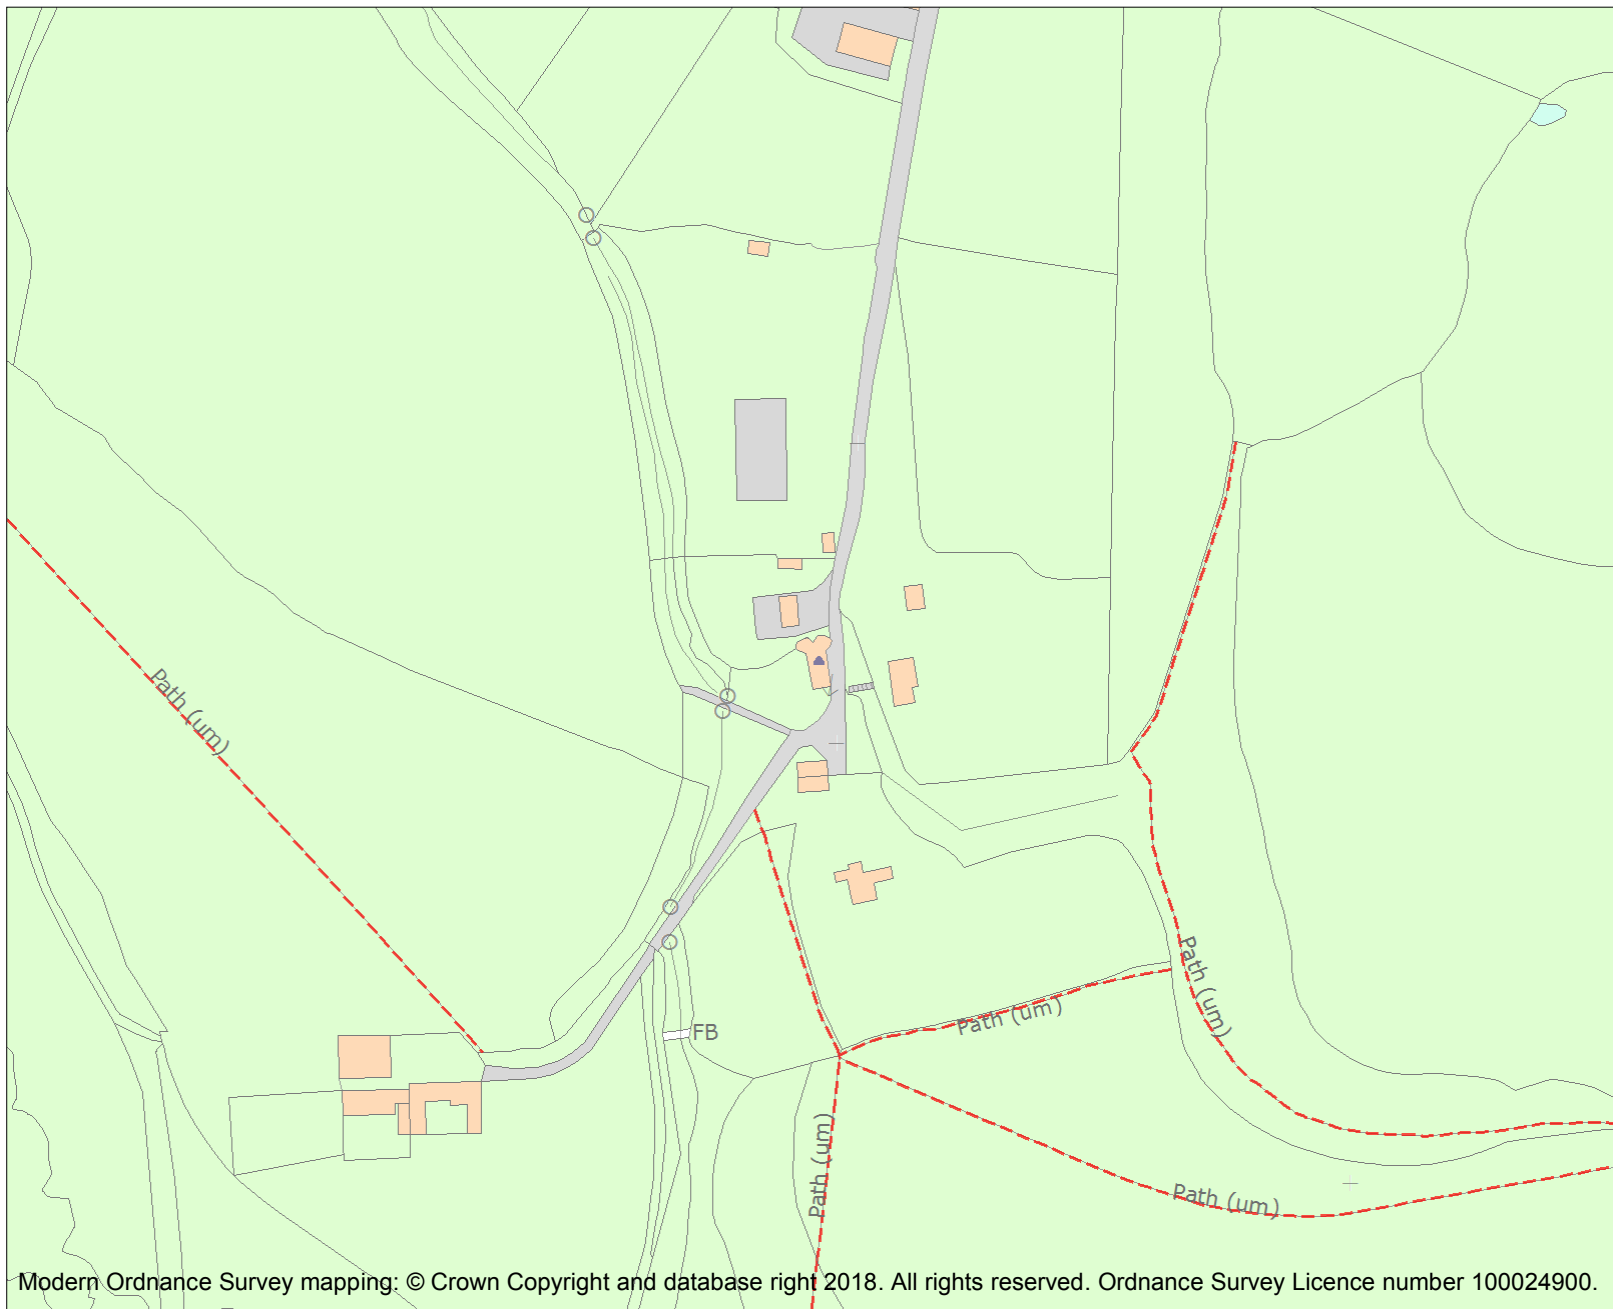 Path (um)
Path (um)
Path (um)
FB
Path (um)
Path (um)
Modern Ordnance Survey mapping: © Crown Copyright and database right 2018. All rights reserved. Ordnance Survey Licence number 100024900.